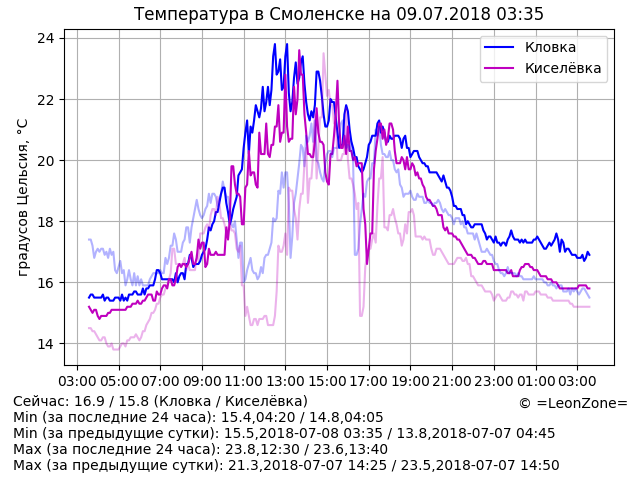 Температура в Смоленске на 09.07.2018 03:35
24
22
20
18
16
14
градусов Цельсия, °C
Кловка
Киселёвка
03:00 05:00 07:00 09:00 11:00 13:00 15:00 17:00 19:00 21:00 23:00 01:00 03:00
Сейчас: 16.9 / 15.8 (Кловка / Киселёвка)
© =LeonZone=
Min (за последние 24 часа): 15.4,04:20 / 14.8,04:05
Min (за предыдущие сутки): 15.5,2018-07-08 03:35 / 13.8,2018-07-07 04:45
Max (за последние 24 часа): 23.8,12:30 / 23.6,13:40
Max (за предыдущие сутки): 21.3,2018-07-07 14:25 / 23.5,2018-07-07 14:50